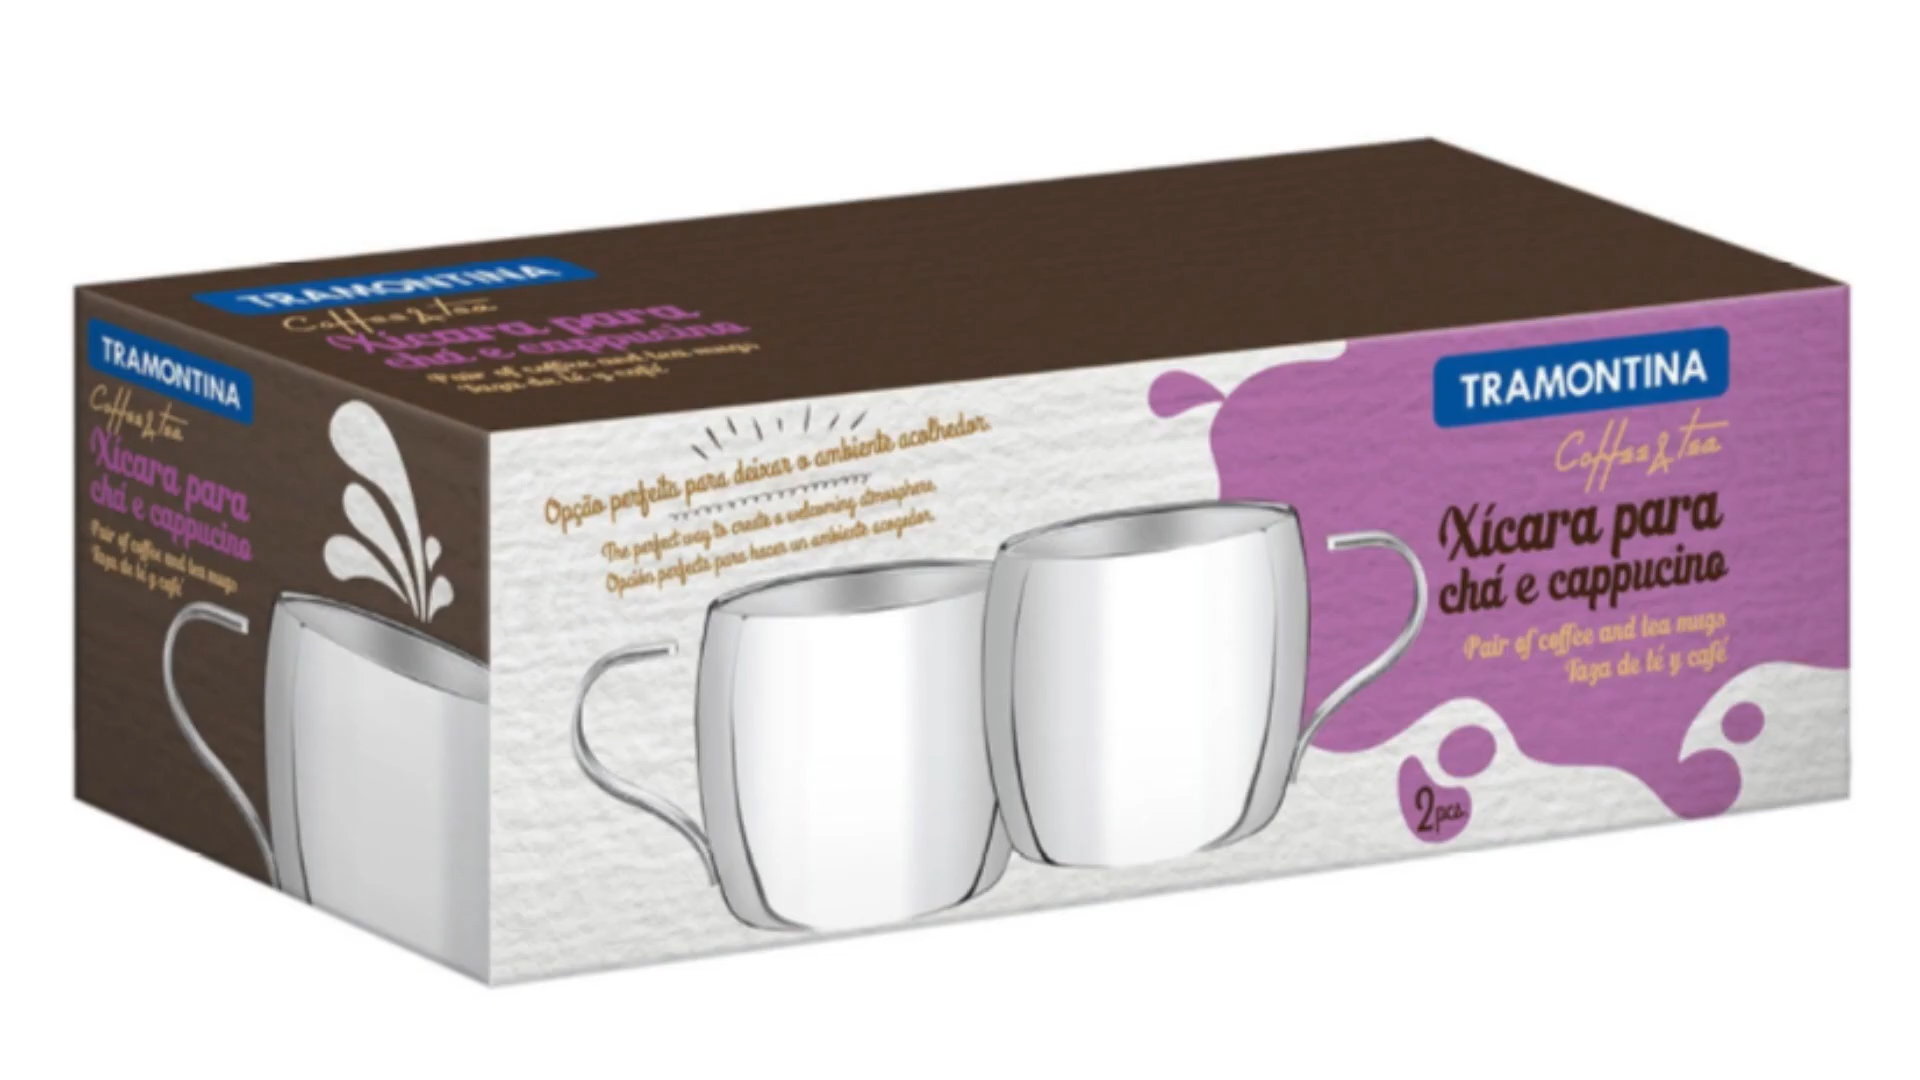 TRAMONTINA
Coffee & tea
Xícara para
chá e cappucino
Pair of coffee and tea mugs
Taza de té y café
TRAMONTINA
Coffee & tea
Xícara para
chá e cappucino
Pair of coffee and tea mugs
Taza de té y café
Opção perfeita para deixar o ambiente acolhedor.
The perfect way to create a welcoming atmosphere.
Opción perfecta para hacer un ambiente acogedor.
TRAMONTINA
Coffee & tea
Xícara para
chá e cappucino
Pair of coffee and tea mugs
Taza de té y café
2 pcs.